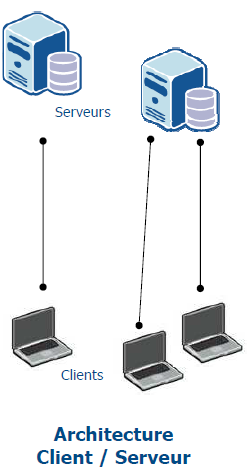 Serveurs
Clients
Architecture
Client / Serveur